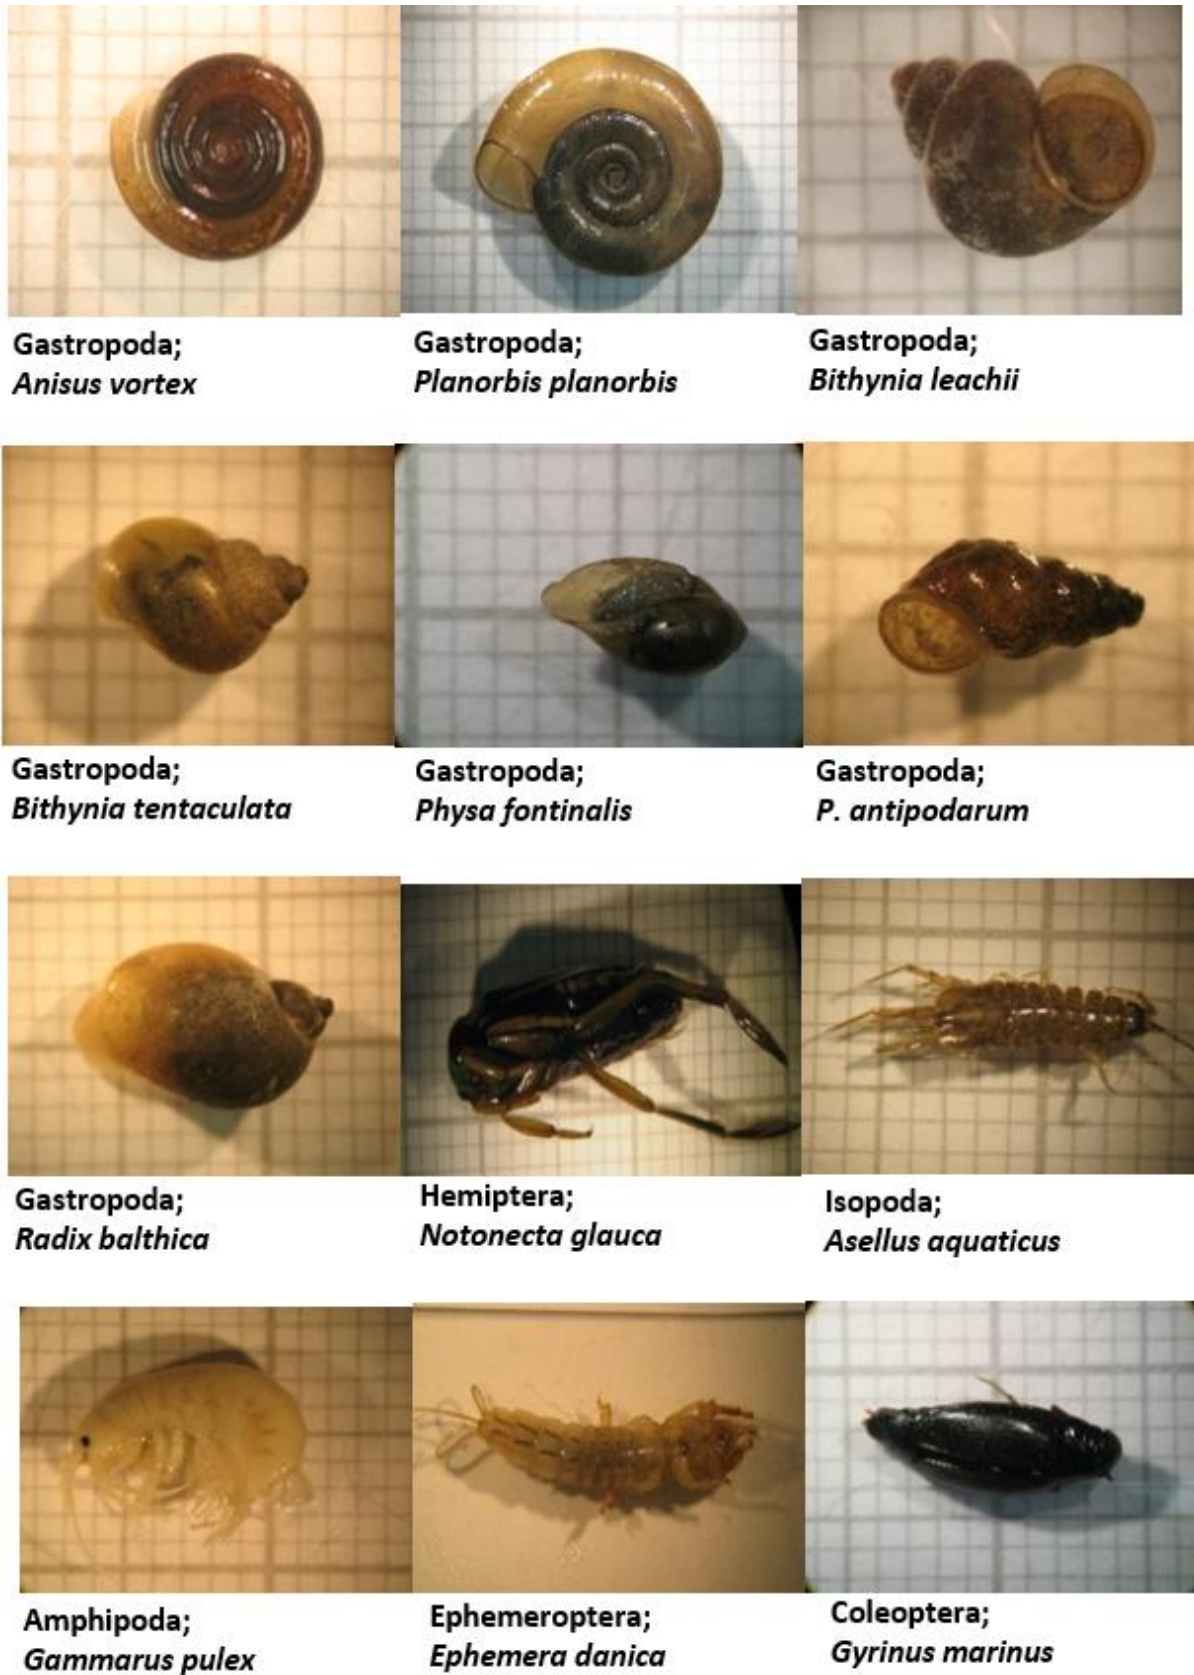 Gastropoda;
Anisus vortex
Gastropoda;
Planorbis planorbis
Gastropoda;
Bithynia leachii
Gastropoda;
Bithynia tentaculata
Gastropoda;
Physa fontinalis
Gastropoda;
P. antipodarum
Gastropoda;
Radix balthica
Hemiptera;
Notonecta glauca
Isopoda;
Asellus aquaticus
Amphipoda;
Gammarus pulex
Ephemeroptera;
Ephemera danica
Coleoptera;
Gyrinus marinus